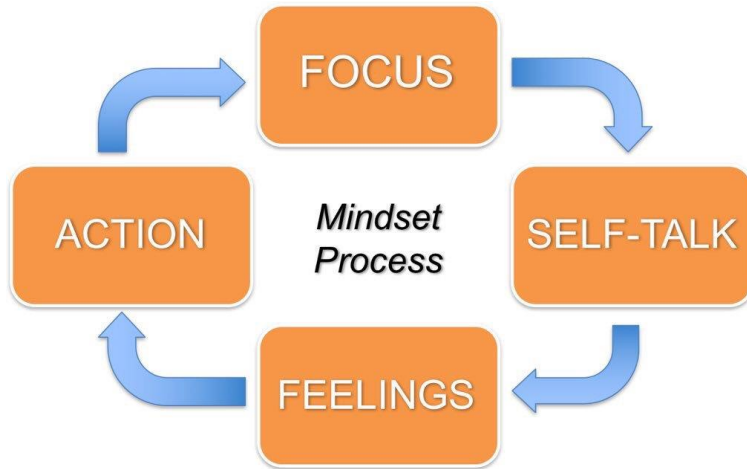 FOCUS
SELF-TALK
FEELINGS
ACTION
Mindset
Process